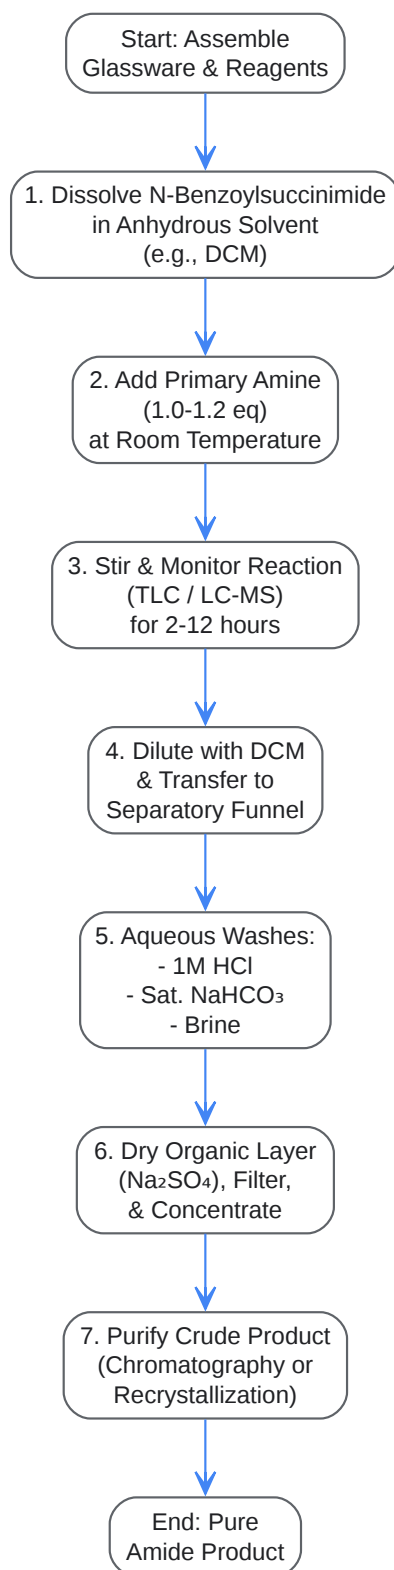 Start: Assemble
Glassware & Reagents
1. Dissolve N-Benzoylsuccinimide
in Anhydrous Solvent
(e.g., DCM)
2. Add Primary Amine
(1.0-1.2 eq)
at Room Temperature
3. Stir & Monitor Reaction
(TLC / LC-MS)
for 2-12 hours
4. Dilute with DCM
& Transfer to
Separatory Funnel
5. Aqueous Washes:
- 1M HCl
- Sat. NaHCO₃
- Brine
6. Dry Organic Layer
(Na₂SO₄), Filter,
& Concentrate
7. Purify Crude Product
(Chromatography or
Recrystallization)
End: Pure
Amide Product